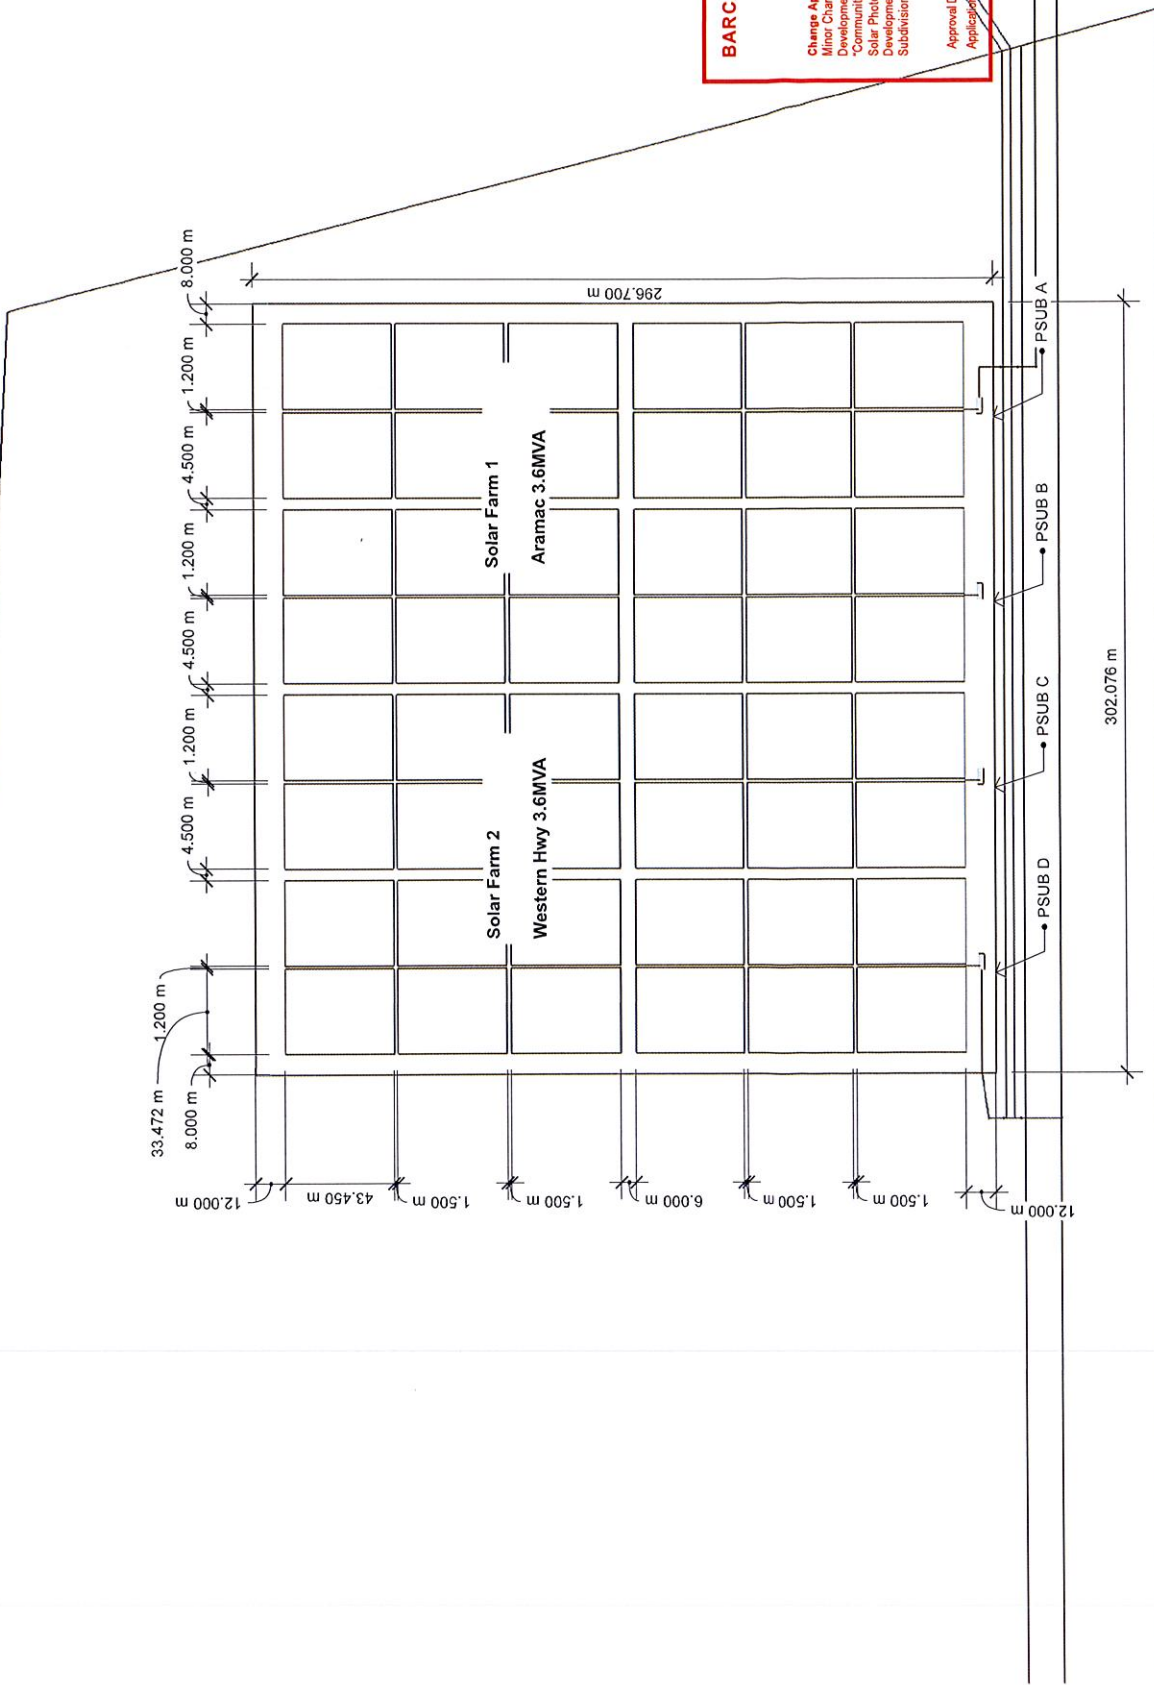 BARC
Change Ap
Minor Char
Developme
"Communit
Solar Photo
Developme
Subdivision
Approval D
Application
33.472 m
1.200 m
8.000 m
4.500 m
1.200 m
4.500 m
1.200 m
4.500 m
1.200 m
8.000 m
12.000 m
43.450 m
1.500 m
1.500 m
6.000 m
1.500 m
1.500 m
12.000 m
296.700 m
Solar Farm 2
Western Hwy 3.6MVA
Solar Farm 1
Aramac 3.6MVA
PSUB D
PSUB C
PSUB B
PSUB A
302.076 m